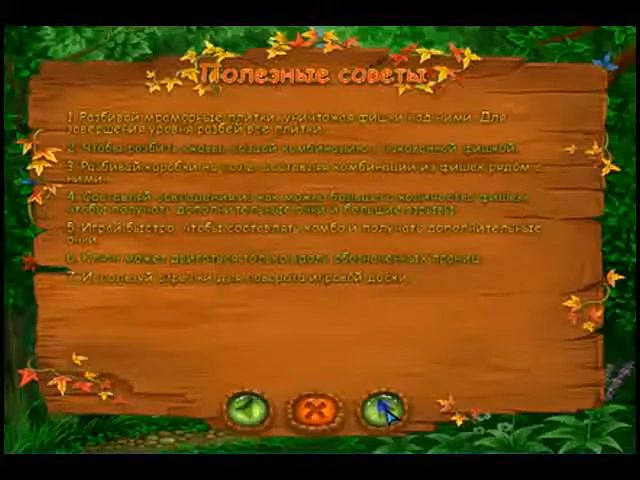 Полезные советы
1. Разбивай мраморные плитки, уничтожая фишки над ними. Для
завершения уровня разбей все плитки.
2. Чтобы разбить оковы, создай комбинацию с закованной фишкой.
3. Разбивай коробки на поле, составляя комбинации из фишек рядом с
ними.
4. Составляй совпадения из как можно большего количества фишек,
чтобы получать дополнительные очки и большие взрывы.
5. Играй быстро, чтобы составлять комбо и получать дополнительные
очки.
6. Ключ может двигаться только вдоль обозначенных границ.
7. Используй стрелки для поворота игровой доски.